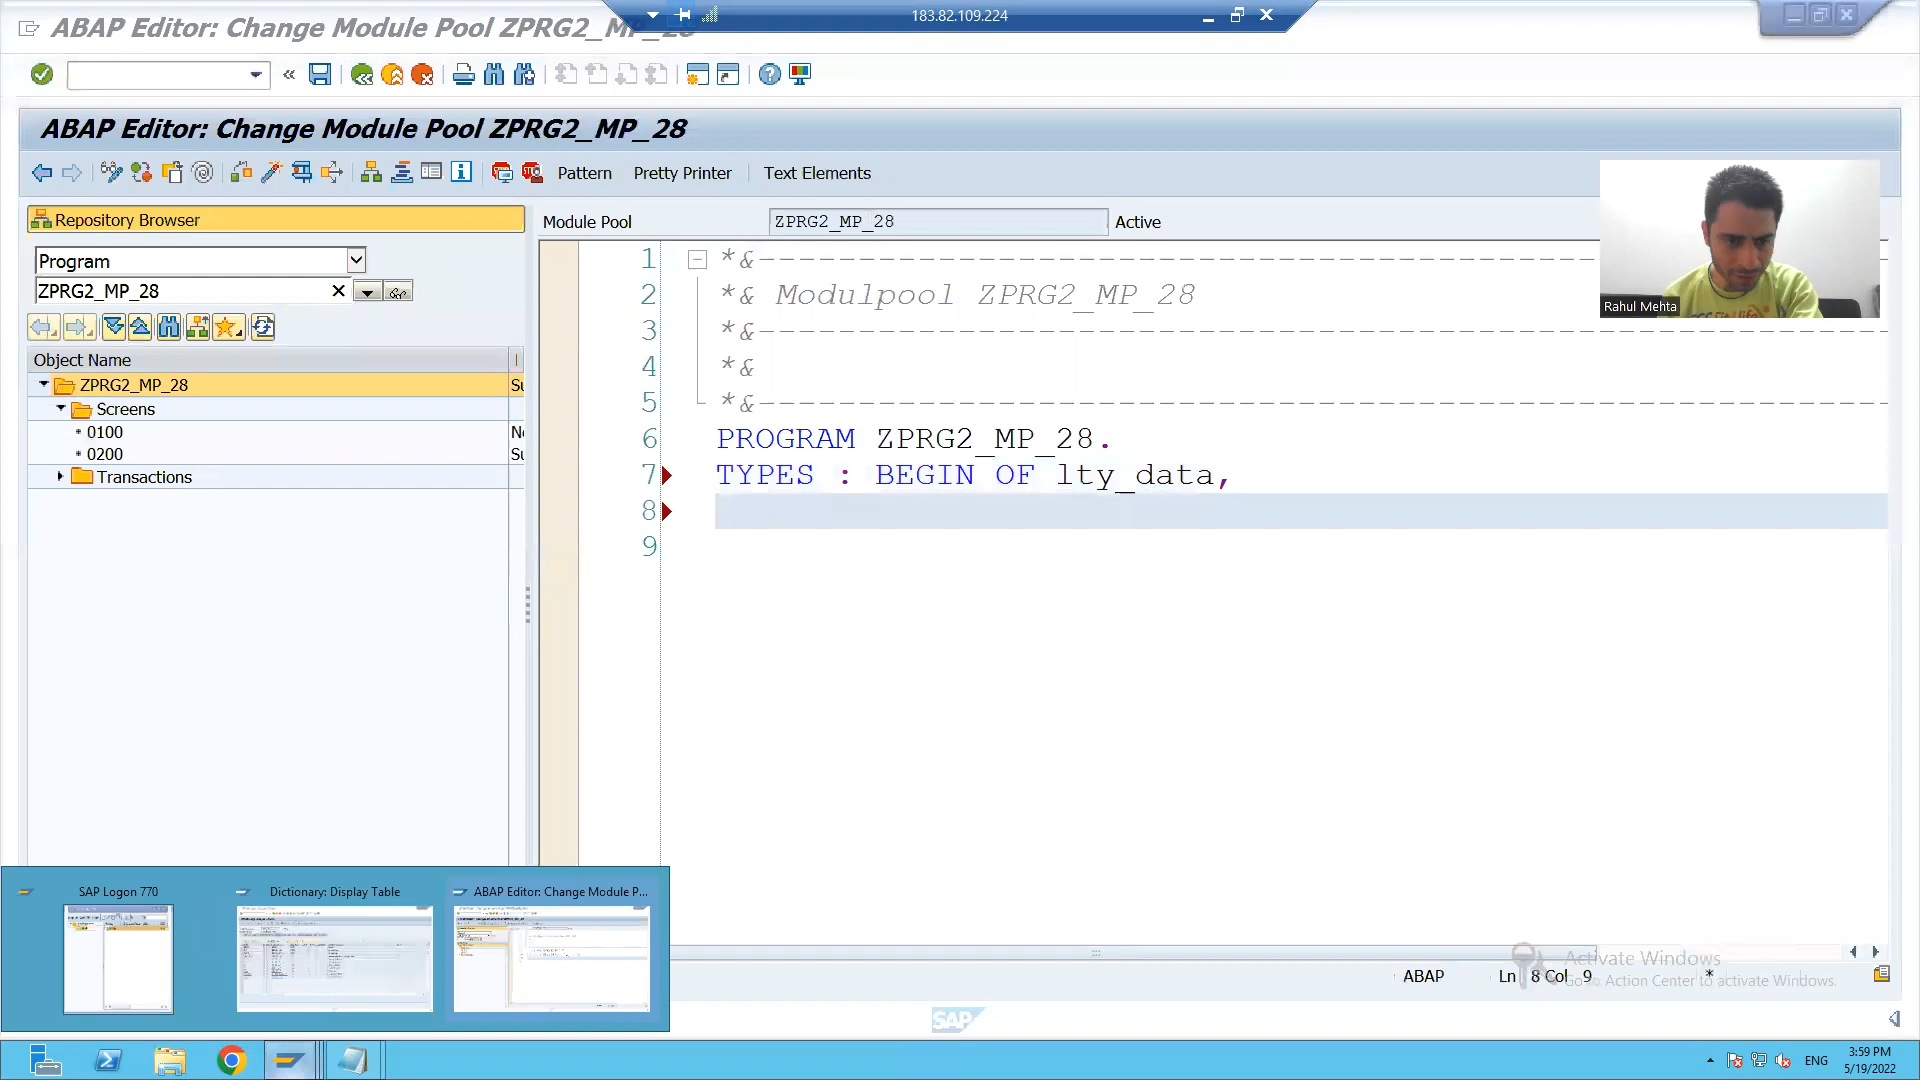 ABAP Editor: Change Module Pool ZPRG2_MP_28
183.82.109.224
ABAP Editor: Change Module Pool ZPRG2_MP_28
Pattern
Pretty Printer
Text Elements
Repository Browser
Program
ZPRG2_MP_28
Object Name
ZPRG2_MP_28
Su
Screens
0100
No
0200
Su
Transactions
Module Pool
ZPRG2_MP_28
Active
1 *&---------------------------------------------------------------------
2 *& Modulpool ZPRG2_MP_28
3 *&---------------------------------------------------------------------
4 *&
5 *&---------------------------------------------------------------------
6 PROGRAM ZPRG2_MP_28.
7 TYPES : BEGIN OF lty_data,
8
9
Rahul Mehta
SAP Logon 770
Dictionary: Display Table
ABAP Editor: Change Module P...
Activate Windows
Go to Action Center to activate Windows.
ABAP
Ln 8 Col 9
*
SAP
ENG
3:59 PM
5/19/2022